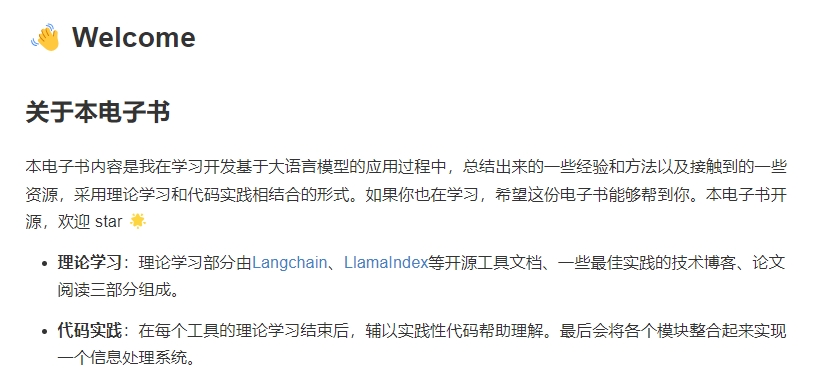 👋 Welcome
关于本电子书
本电子书内容是我在学习开发基于大语言模型的应用过程中，总结出来的一些经验和方法以及接触到的一些
资源，采用理论学习和代码实践相结合的形式。如果你也在学习，希望这份电子书能够帮到你。本电子书开
源，欢迎 star 🌟
• 理论学习：理论学习部分由Langchain、LlamaIndex等开源工具文档、一些最佳实践的技术博客、论文
阅读三部分组成。
• 代码实践：在每个工具的理论学习结束后，辅以实践性代码帮助理解。最后会将各个模块整合起来实现
一个信息处理系统。